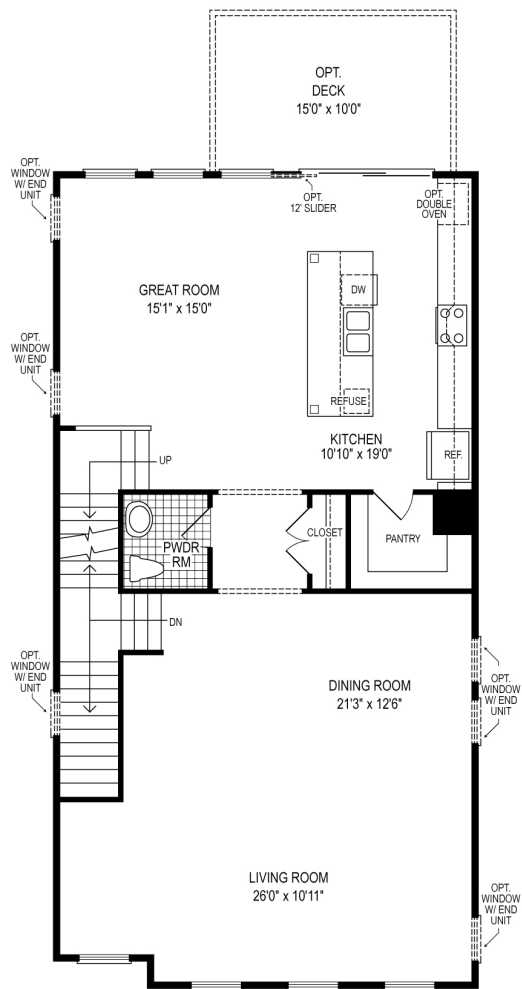 OPT.
DECK
15'0" x 10'0"
OPT.
WINDOW
W/ END
UNIT
OPT.
12' SLIDER
OPT.
DOUBLE
OVEN
GREAT ROOM
15'1" x 15'0"
DW
OPT.
WINDOW
W/ END
UNIT
REFUSE
KITCHEN
10'10" x 19'0"
REF.
UP
PWDR
RM
CLOSET
PANTRY
DN
OPT.
WINDOW
W/ END
UNIT
DINING ROOM
21'3" x 12'6"
OPT.
WINDOW
W/ END
UNIT
LIVING ROOM
26'0" x 10'11"
OPT.
WINDOW
W/ END
UNIT